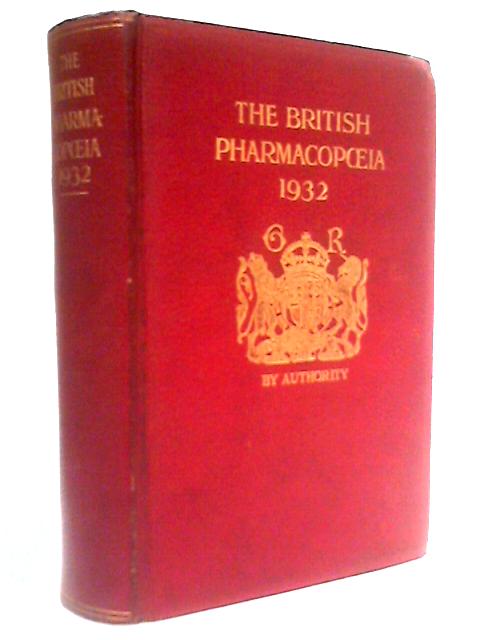 THE
BRITISH
PHARMA-
COPŒIA
1932
THE BRITISH
PHARMACOPŒIA
1932
G R
BY AUTHORITY